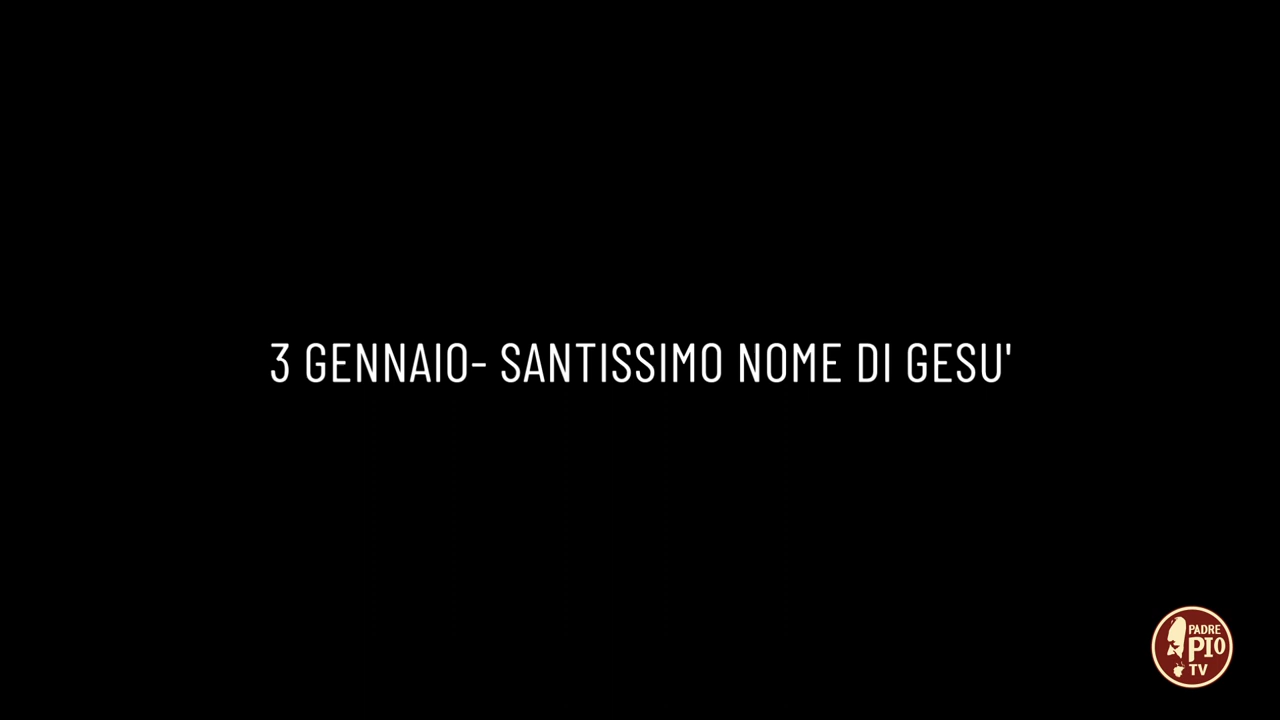 3 GENNAIO- SANTISSIMO NOME DI GESU'
PADRE
PIO
TV